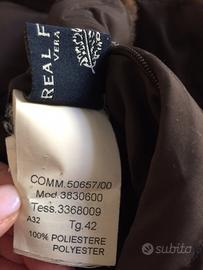 REAL F
VERA
COMM.50657/00
Mod.3830600
Tess.3368009
A32 Tg.42
100% POLIESTERE
POLYESTER
subito